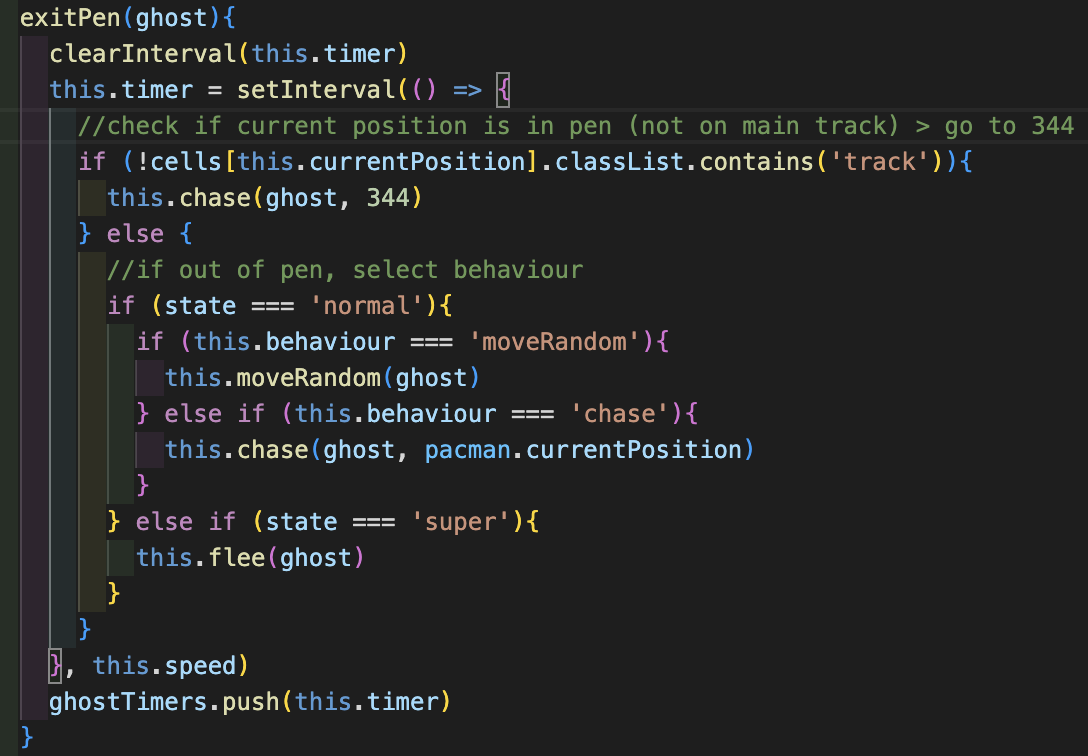 exitPen(ghost){
clearInterval(this.timer)
this.timer = setInterval(() => {
//check if current position is in pen (not on main track) > go to 344
if (!cells[this.currentPosition].classList.contains('track')){
this.chase(ghost, 344)
} else {
//if out of pen, select behaviour
if (state === 'normal'){
if (this.behaviour === 'moveRandom'){
this.moveRandom(ghost)
} else if (this.behaviour === 'chase'){
this.chase(ghost, pacman.currentPosition)
}
} else if (state === 'super'){
this.flee(ghost)
}
}
}, this.speed)
ghostTimers.push(this.timer)
}